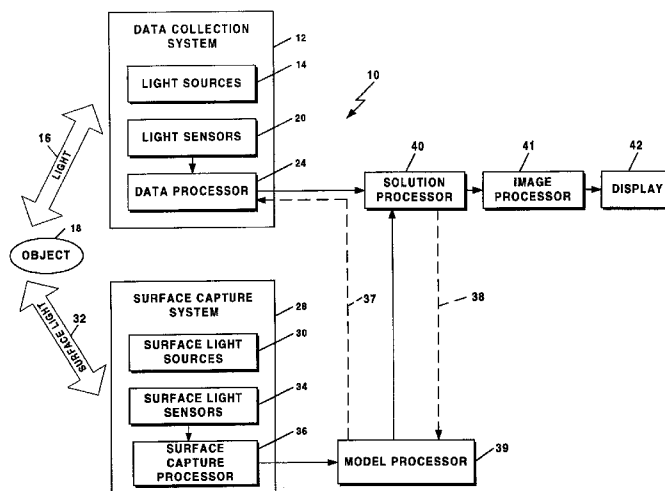 DATA COLLECTION
SYSTEM
12
LIGHT SOURCES
14
LIGHT SENSORS
20
DATA PROCESSOR
24
10
16
LIGHT
18
OBJECT
32
SURFACE LIGHT
40
SOLUTION
PROCESSOR
41
IMAGE
PROCESSOR
42
DISPLAY
37
38
SURFACE CAPTURE
SYSTEM
28
SURFACE LIGHT
SOURCES
30
SURFACE LIGHT
SENSORS
34
SURFACE
CAPTURE
PROCESSOR
36
MODEL PROCESSOR
39